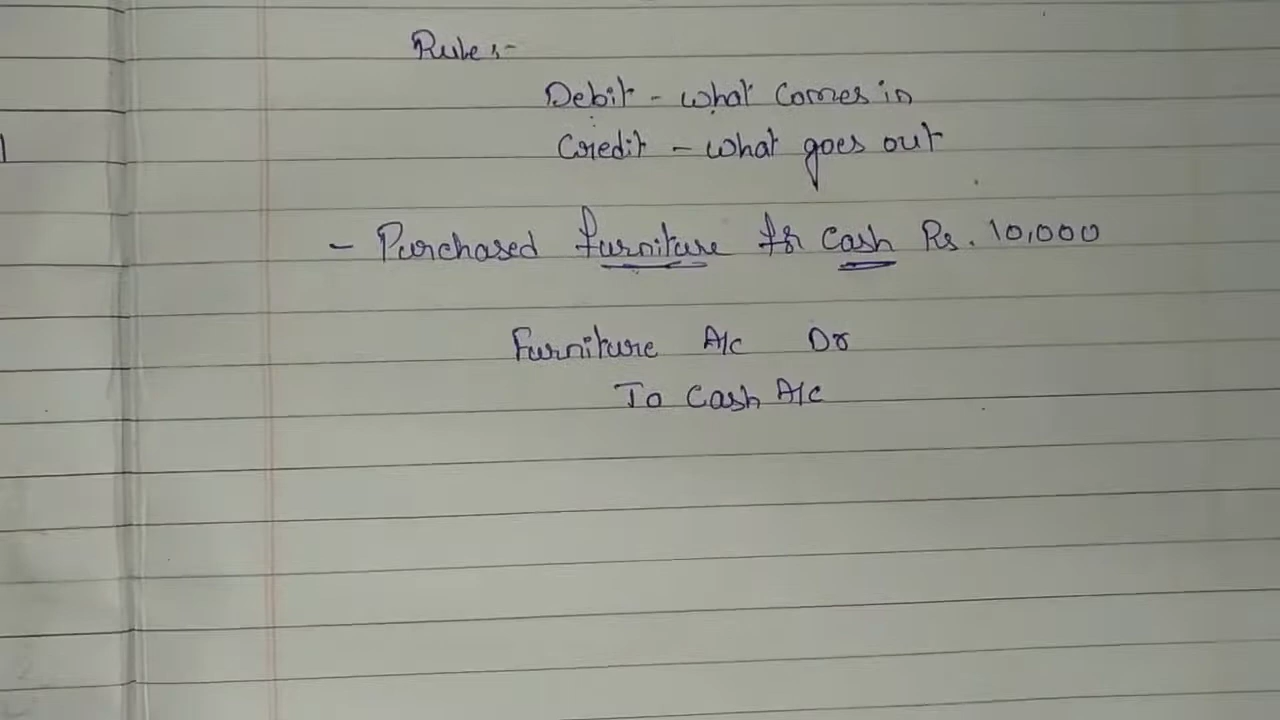 Rule :-
Debit - what comes in
Credit - what goes out
- Purchased furniture for cash Rs. 10,000
Furniture A/c Dr
To Cash A/c